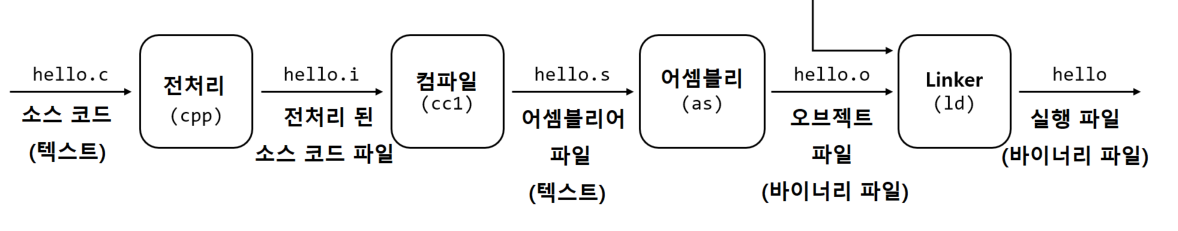 hello.c
소스 코드
(텍스트)
전처리
(cpp)
hello.i
전처리 된
소스 코드 파일
컴파일
(cc1)
hello.s
어셈블리어
파일
(텍스트)
어셈블리
(as)
hello.o
오브젝트
파일
(바이너리 파일)
Linker
(ld)
hello
실행 파일
(바이너리 파일)